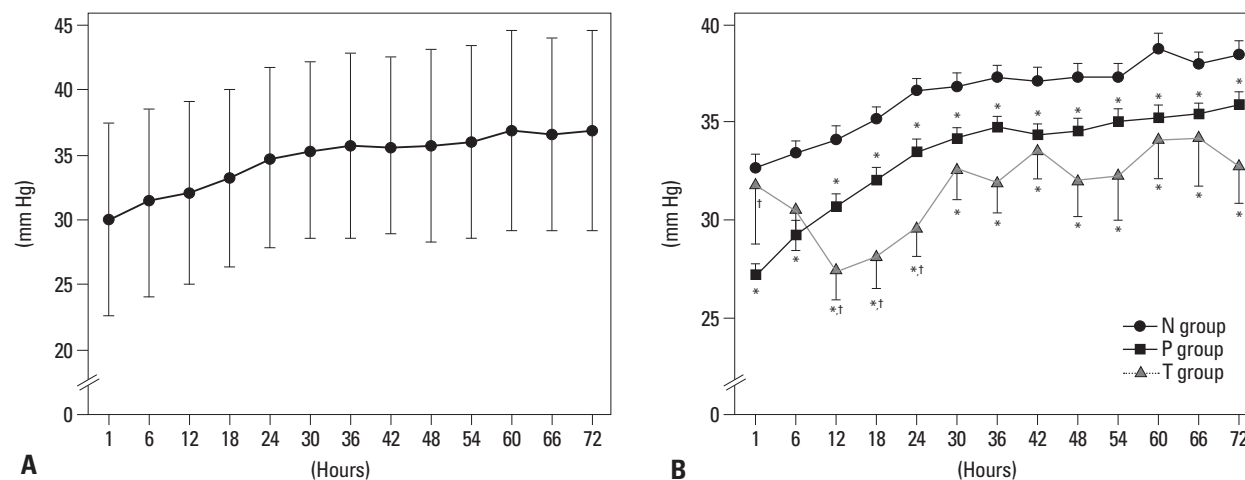 45
40
35
30
25
20
0
(mm Hg)
1 6 12 18 24 30 36 42 48 54 60 66 72
(Hours)
A
40
35
30
25
0
(mm Hg)
* * * * * * * * * * *
†
* *
*,† *,† *,†
* * * * * * * *
N group
P group
T group
1 6 12 18 24 30 36 42 48 54 60 66 72
(Hours)
B